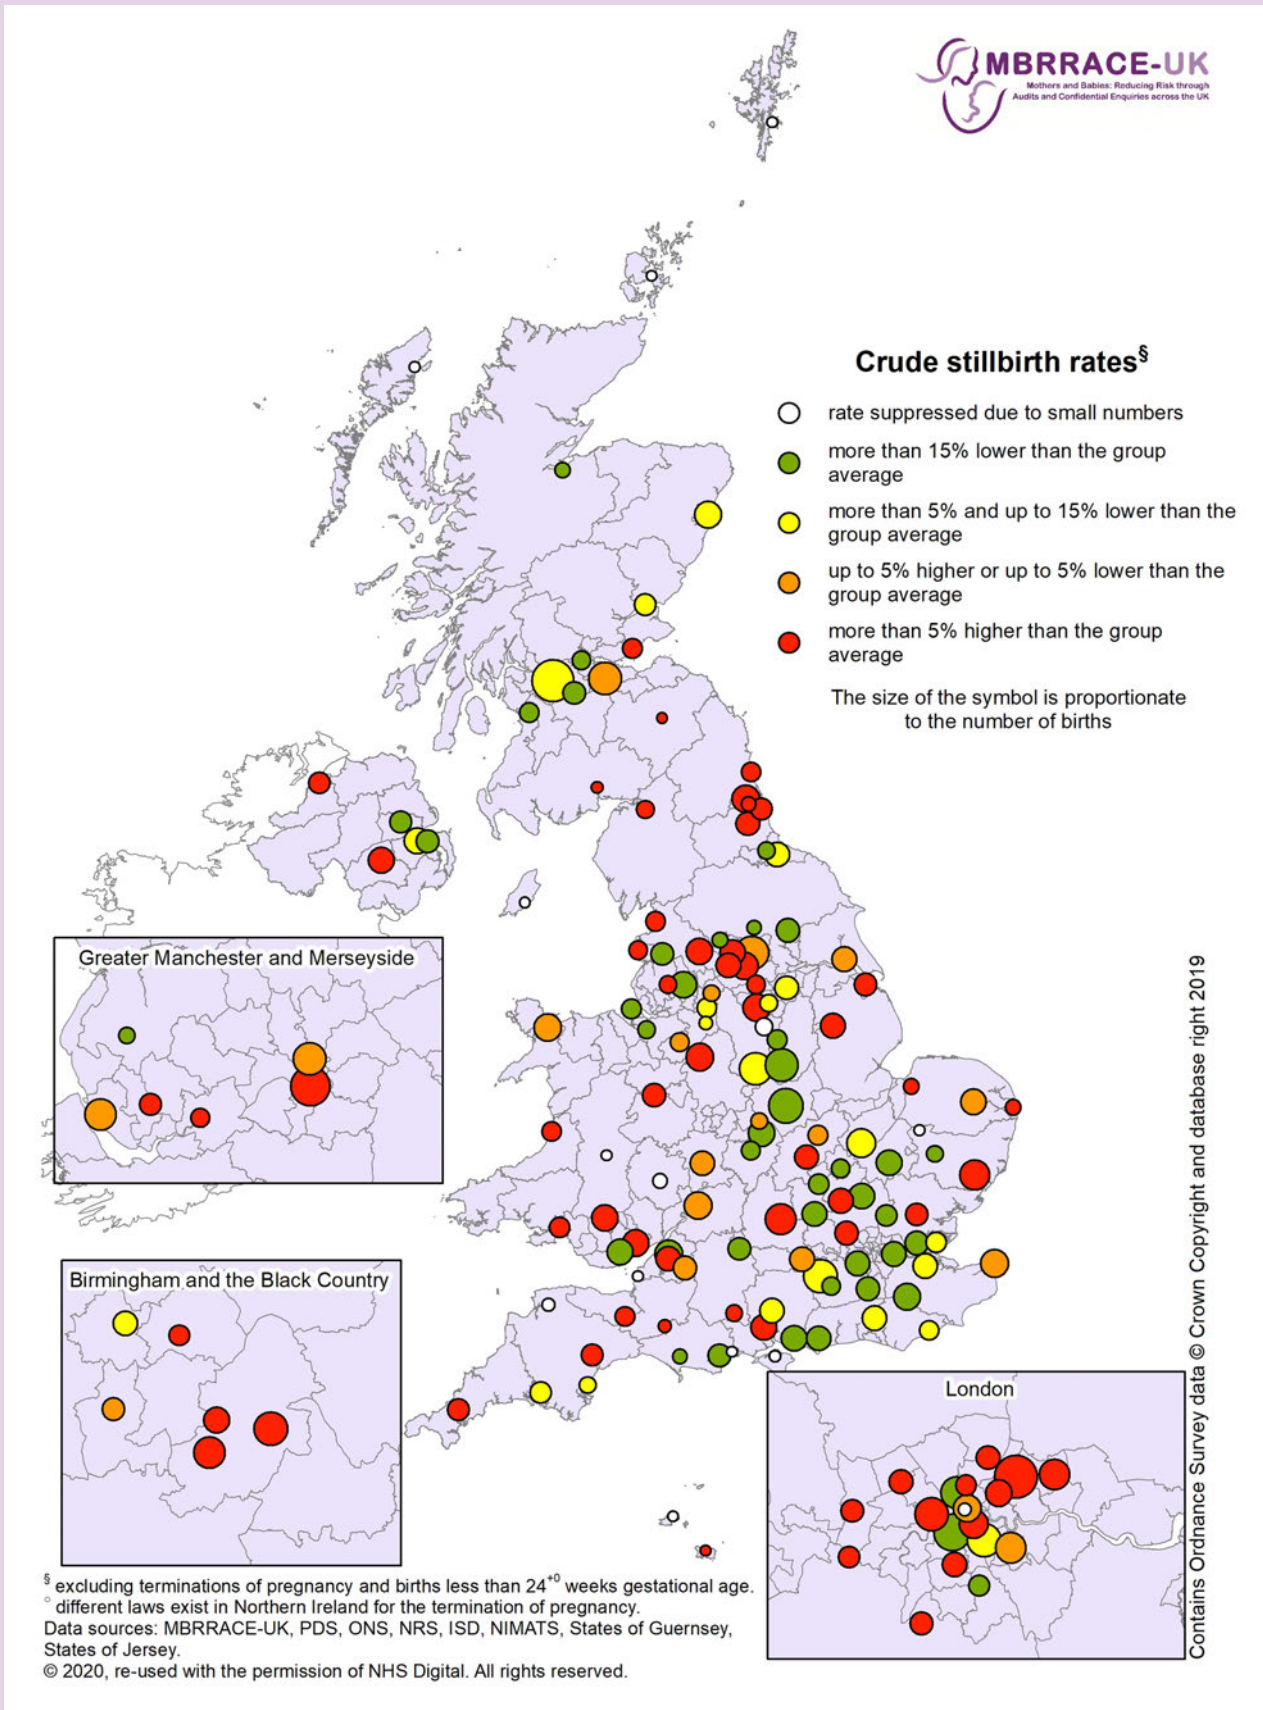 MBRRACE-UK
Mothers and Babies: Reducing Risk through
Audits and Confidential Enquiries across the UK
Crude stillbirth rates§
rate suppressed due to small numbers
more than 15% lower than the group
average
more than 5% and up to 15% lower than the
group average
up to 5% higher or up to 5% lower than the
group average
more than 5% higher than the group
average
The size of the symbol is proportionate
to the number of births
Greater Manchester and Merseyside
Birmingham and the Black Country
London
Contains Ordnance Survey data © Crown Copyright and database right 2019
§ excluding terminations of pregnancy and births less than 24+0 weeks gestational age.
○ different laws exist in Northern Ireland for the termination of pregnancy.
Data sources: MBRRACE-UK, PDS, ONS, NRS, ISD, NIMATS, States of Guernsey,
States of Jersey.
© 2020, re-used with the permission of NHS Digital. All rights reserved.